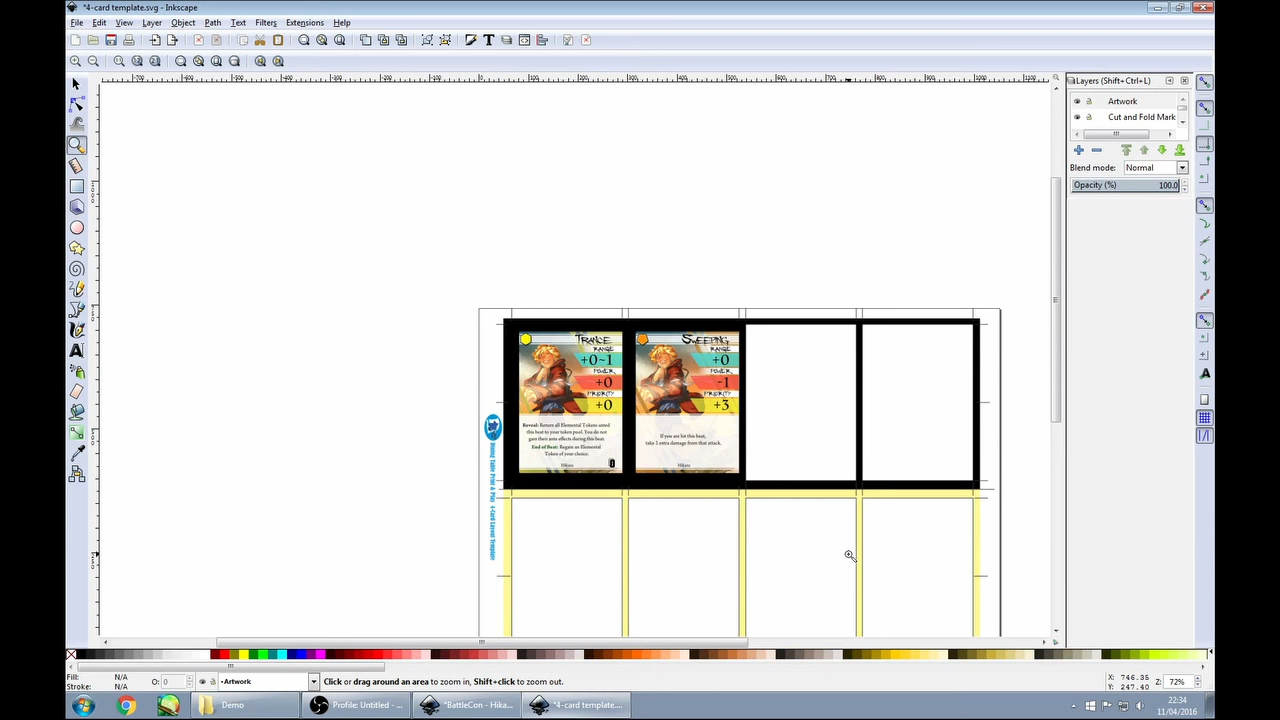 *4-card template.svg - Inkscape
File Edit View Layer Object Path Text Filters Extensions Help
Layers (Shift+Ctrl+L)
Artwork
Cut and Fold Mark
Blend mode: Normal
Opacity (%) 100.0
TRANCE
RANGE
+0~1
POWER
+0
PRIORITY
+0
Reveal: Return all Elemental Tokens anted
this beat to your token pool. You do not
gain their ante effects during this beat.
End of Beat: Regain an Elemental
Token of your choice.
Hikaru
SWEEPING
RANGE
+0
POWER
-1
PRIORITY
+3
If you are hit this beat,
take 2 extra damage from that attack.
Hikaru
Print & Play 4-Card Layout Template
Fill: N/A
Stroke: N/A
O: 0
•Artwork
Click or drag around an area to zoom in, Shift+click to zoom out.
X: 746.35
Y: 247.40
Z: 72%
Demo
Profile: Untitled - ...
*BattleCon - Hika...
*4-card template....
22:34
11/04/2016